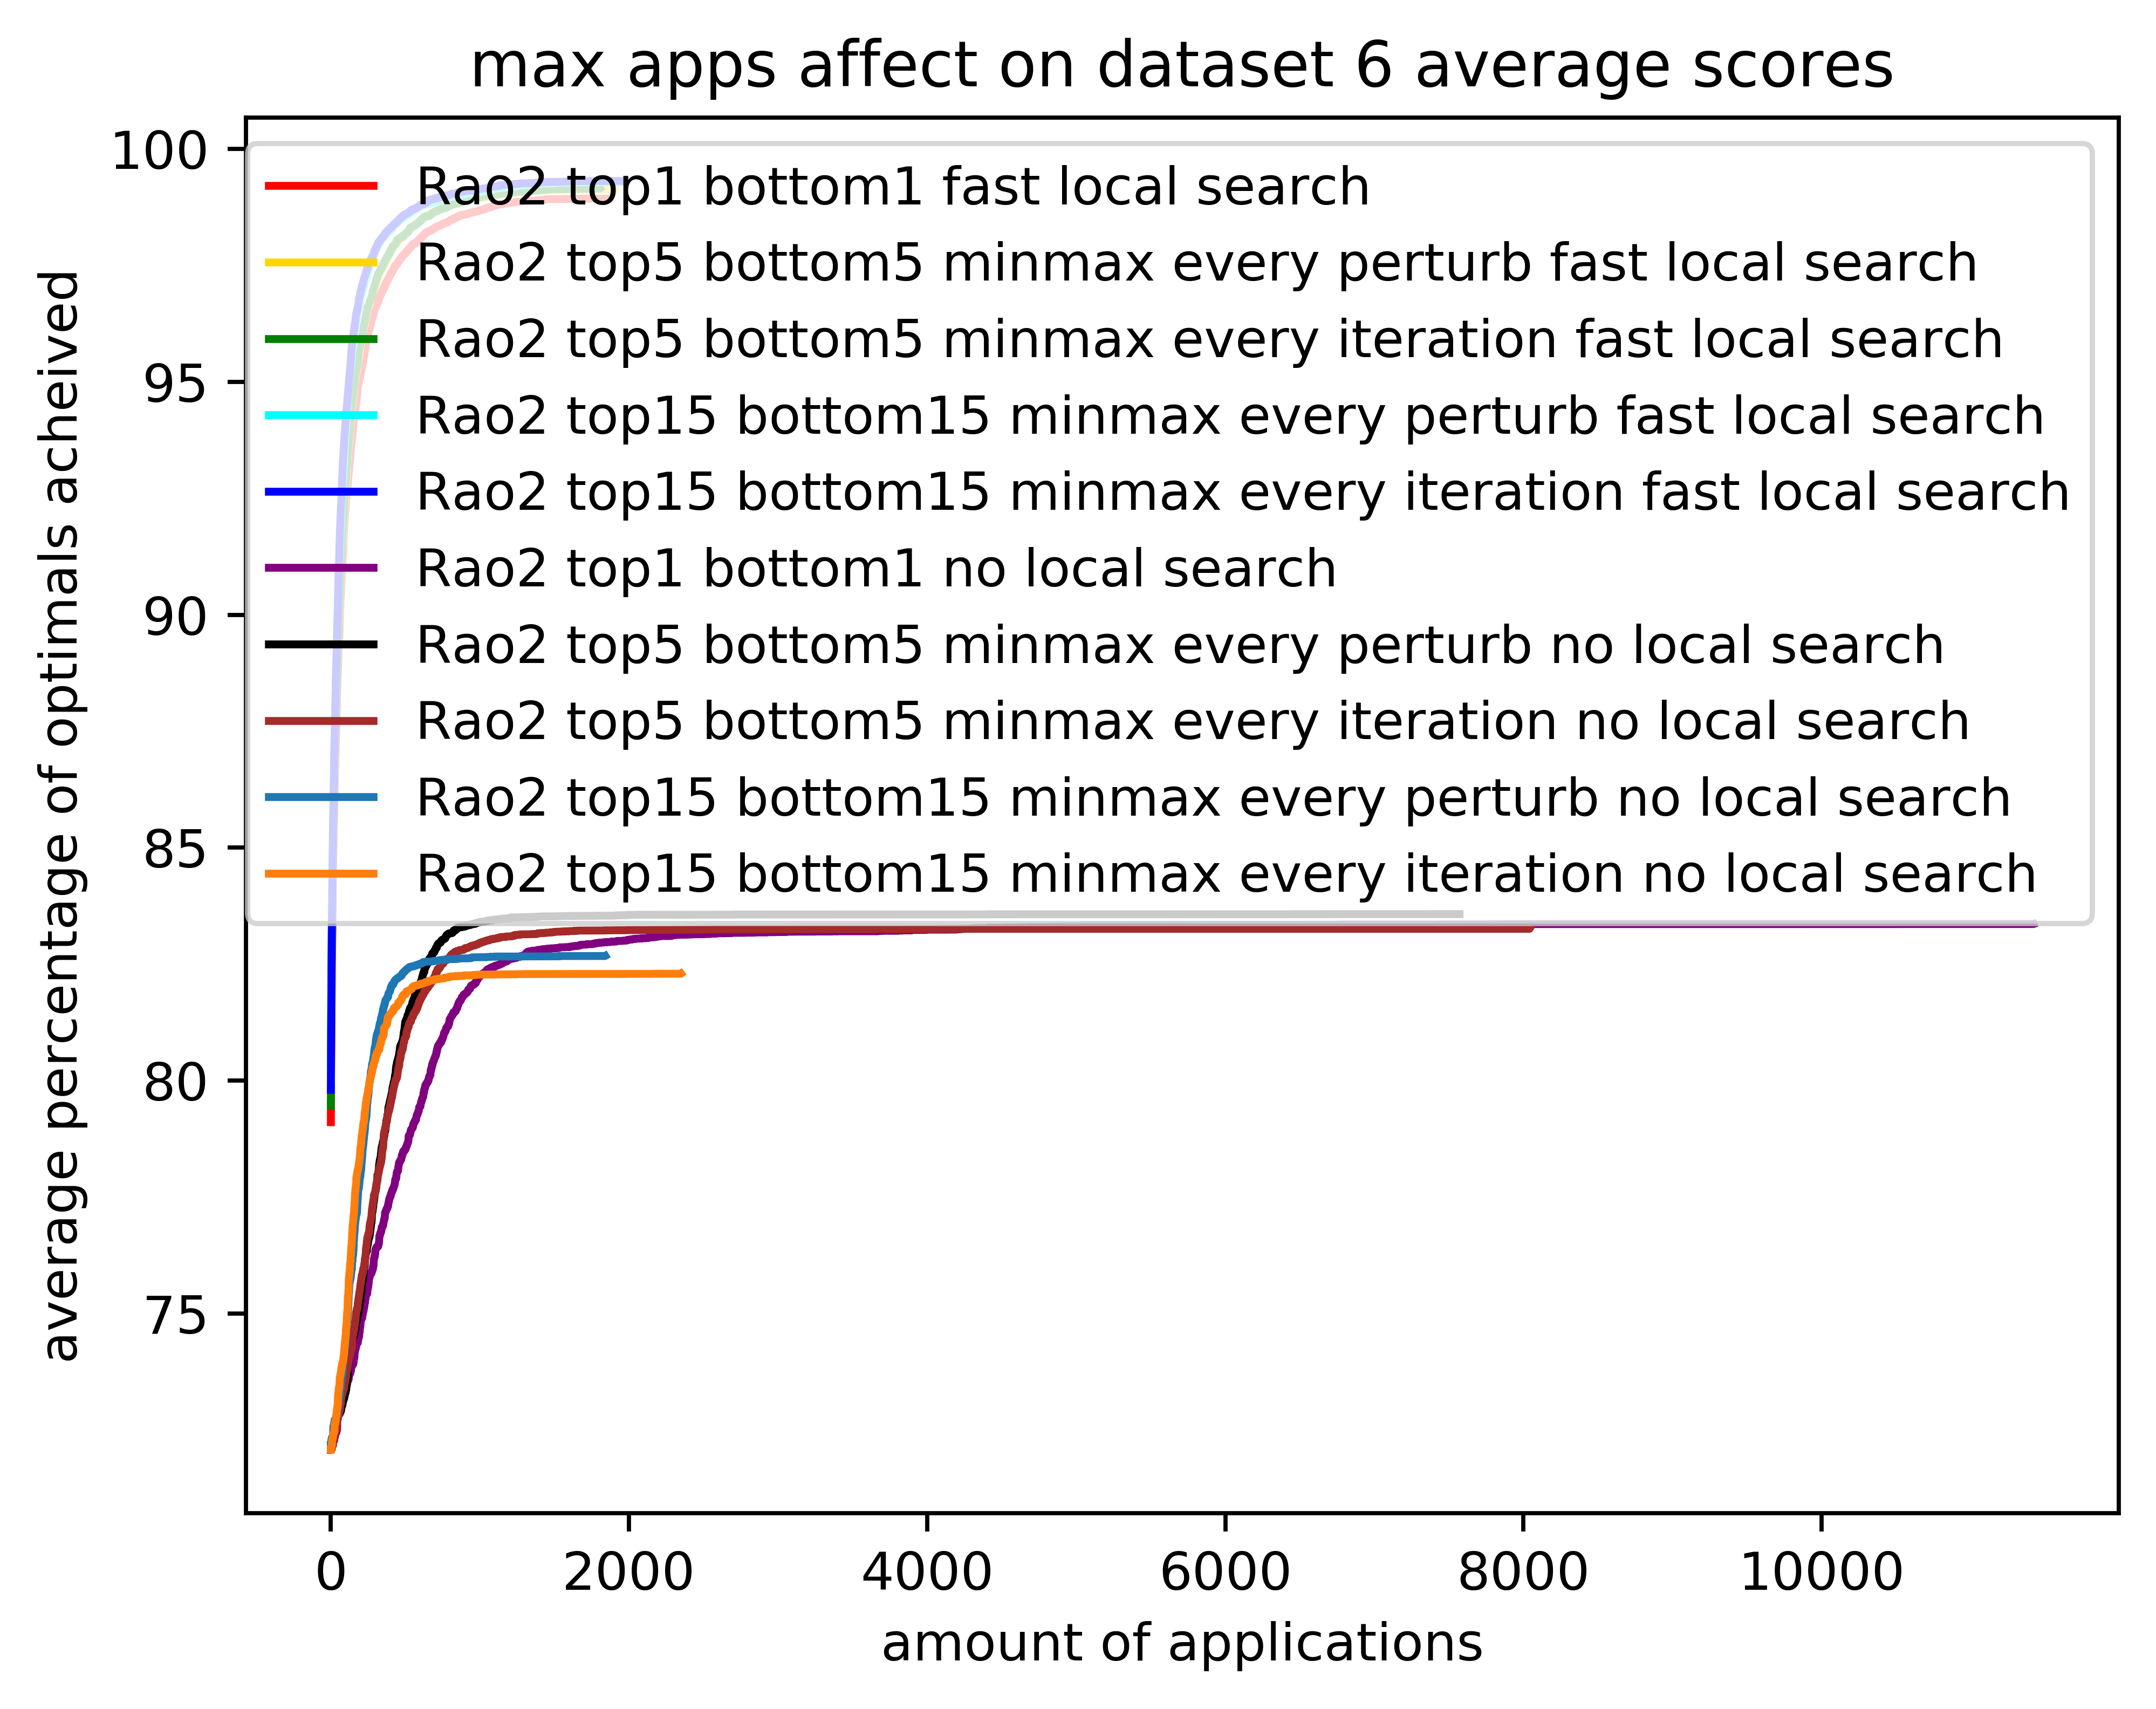 max apps affect on dataset 6 average scores
100
95
90
85
80
75
average percentage of optimals acheived
Rao2 top1 bottom1 fast local search
Rao2 top5 bottom5 minmax every perturb fast local search
Rao2 top5 bottom5 minmax every iteration fast local search
Rao2 top15 bottom15 minmax every perturb fast local search
Rao2 top15 bottom15 minmax every iteration fast local search
Rao2 top1 bottom1 no local search
Rao2 top5 bottom5 minmax every perturb no local search
Rao2 top5 bottom5 minmax every iteration no local search
Rao2 top15 bottom15 minmax every perturb no local search
Rao2 top15 bottom15 minmax every iteration no local search
0 2000 4000 6000 8000 10000
amount of applications